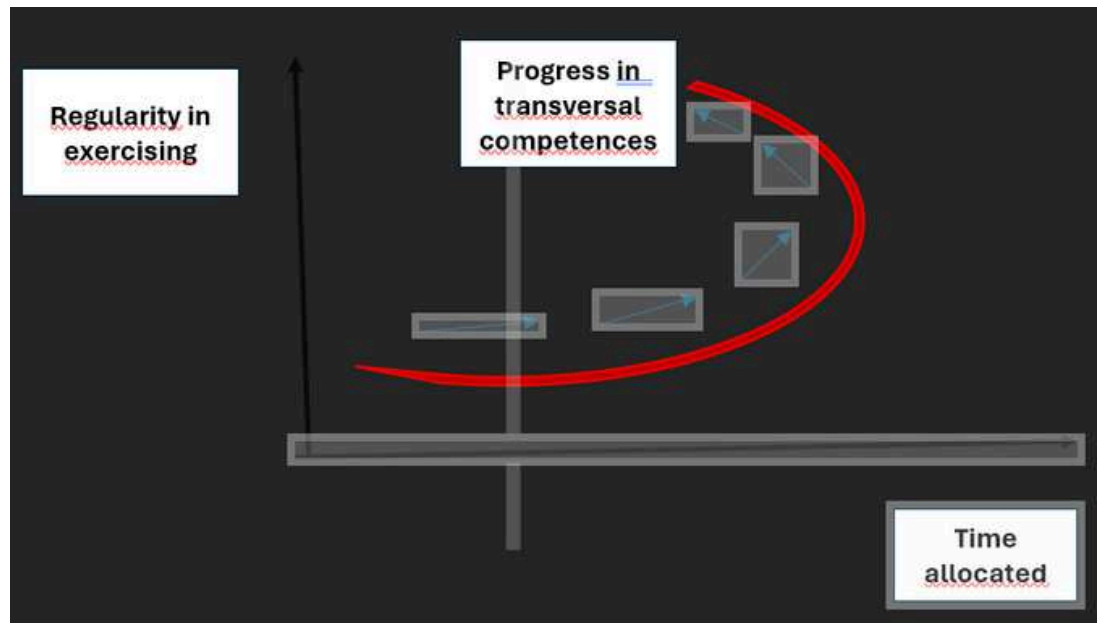 Regularity in
exercising
Progress in
transversal
competences
Time
allocated